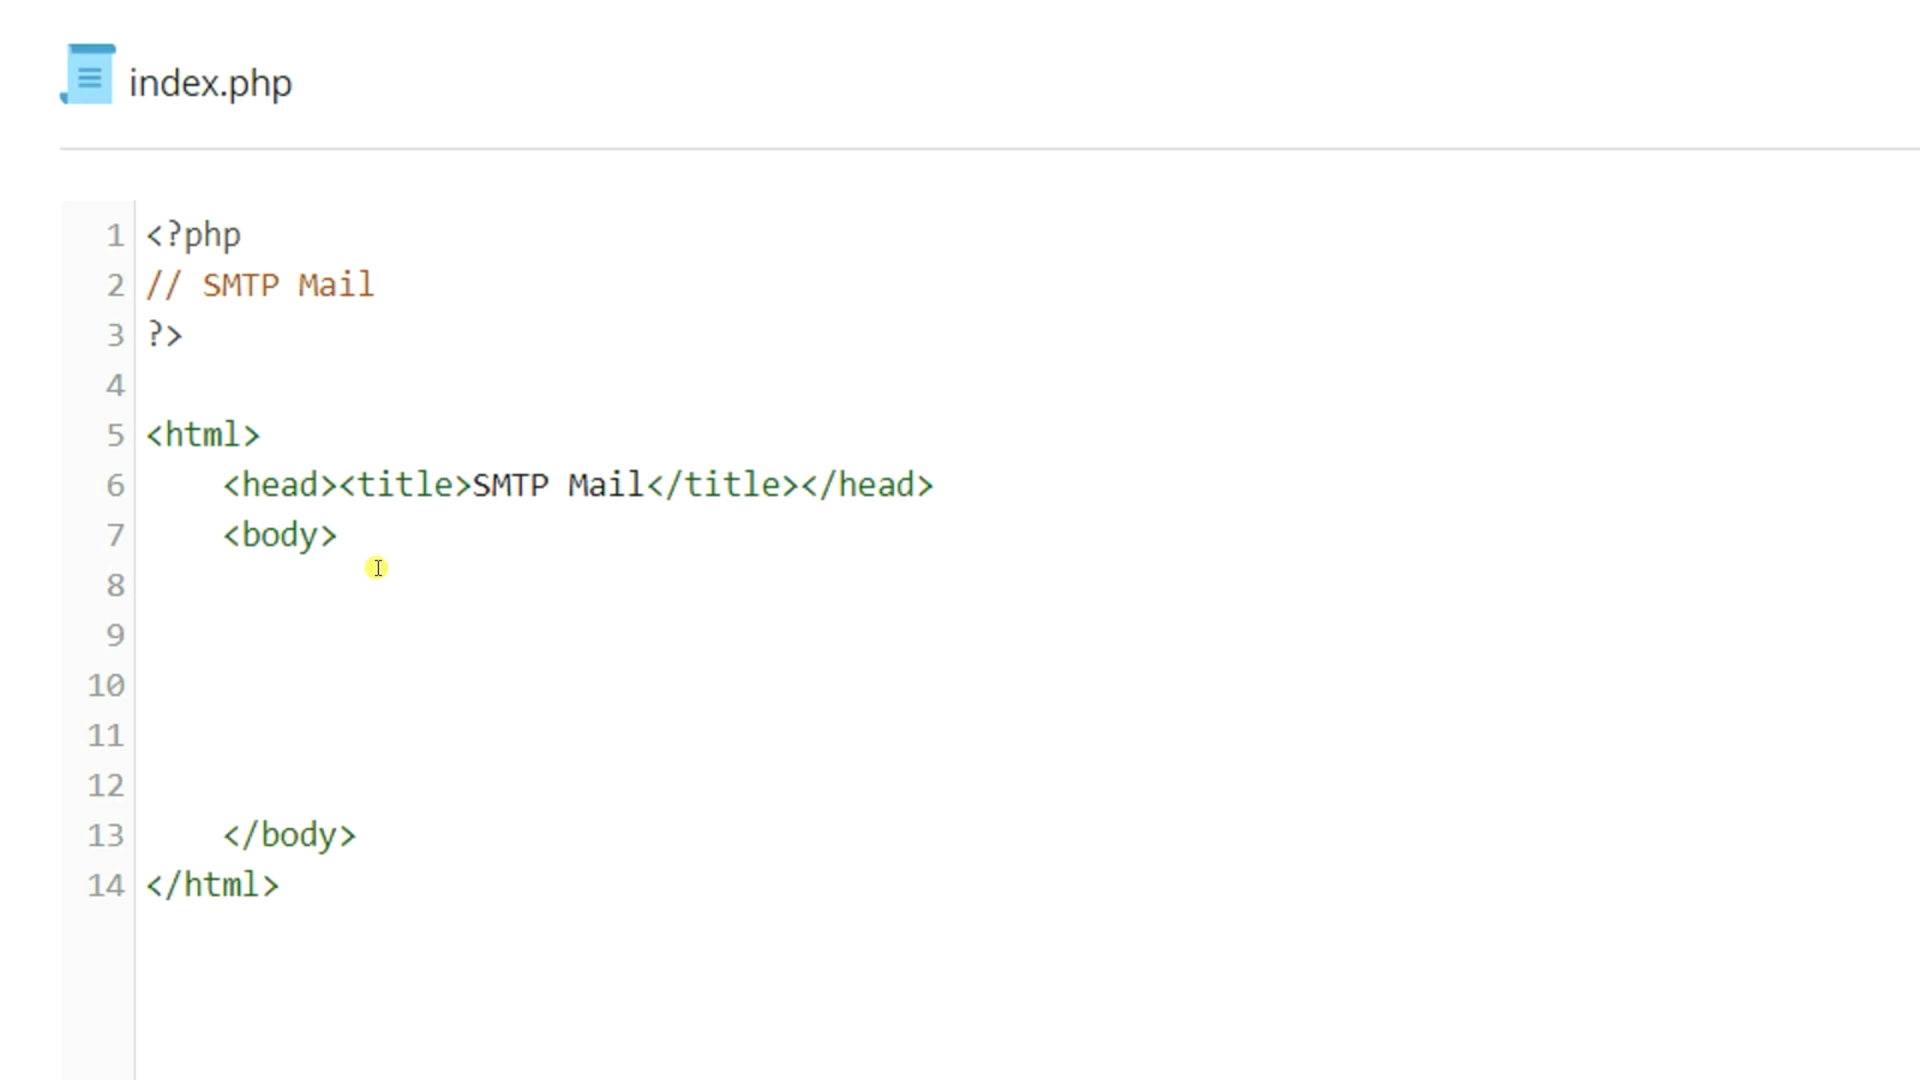 index.php
1 <?php
2 // SMTP Mail
3 ?>
4
5 <html>
6     <head><title>SMTP Mail</title></head>
7     <body>
8
9
10
11
12
13     </body>
14 </html>